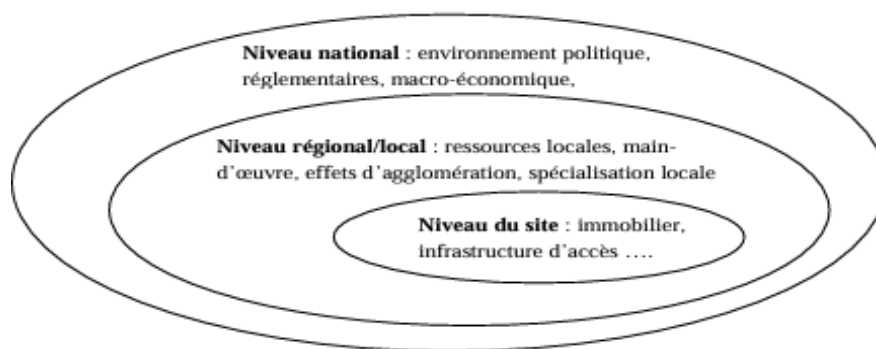 Niveau national : environnement politique,
réglementaires, macro-économique,
Niveau régional/local : ressources locales, main-
d'œuvre, effets d'agglomération, spécialisation locale
Niveau du site : immobilier,
infrastructure d'accès ….